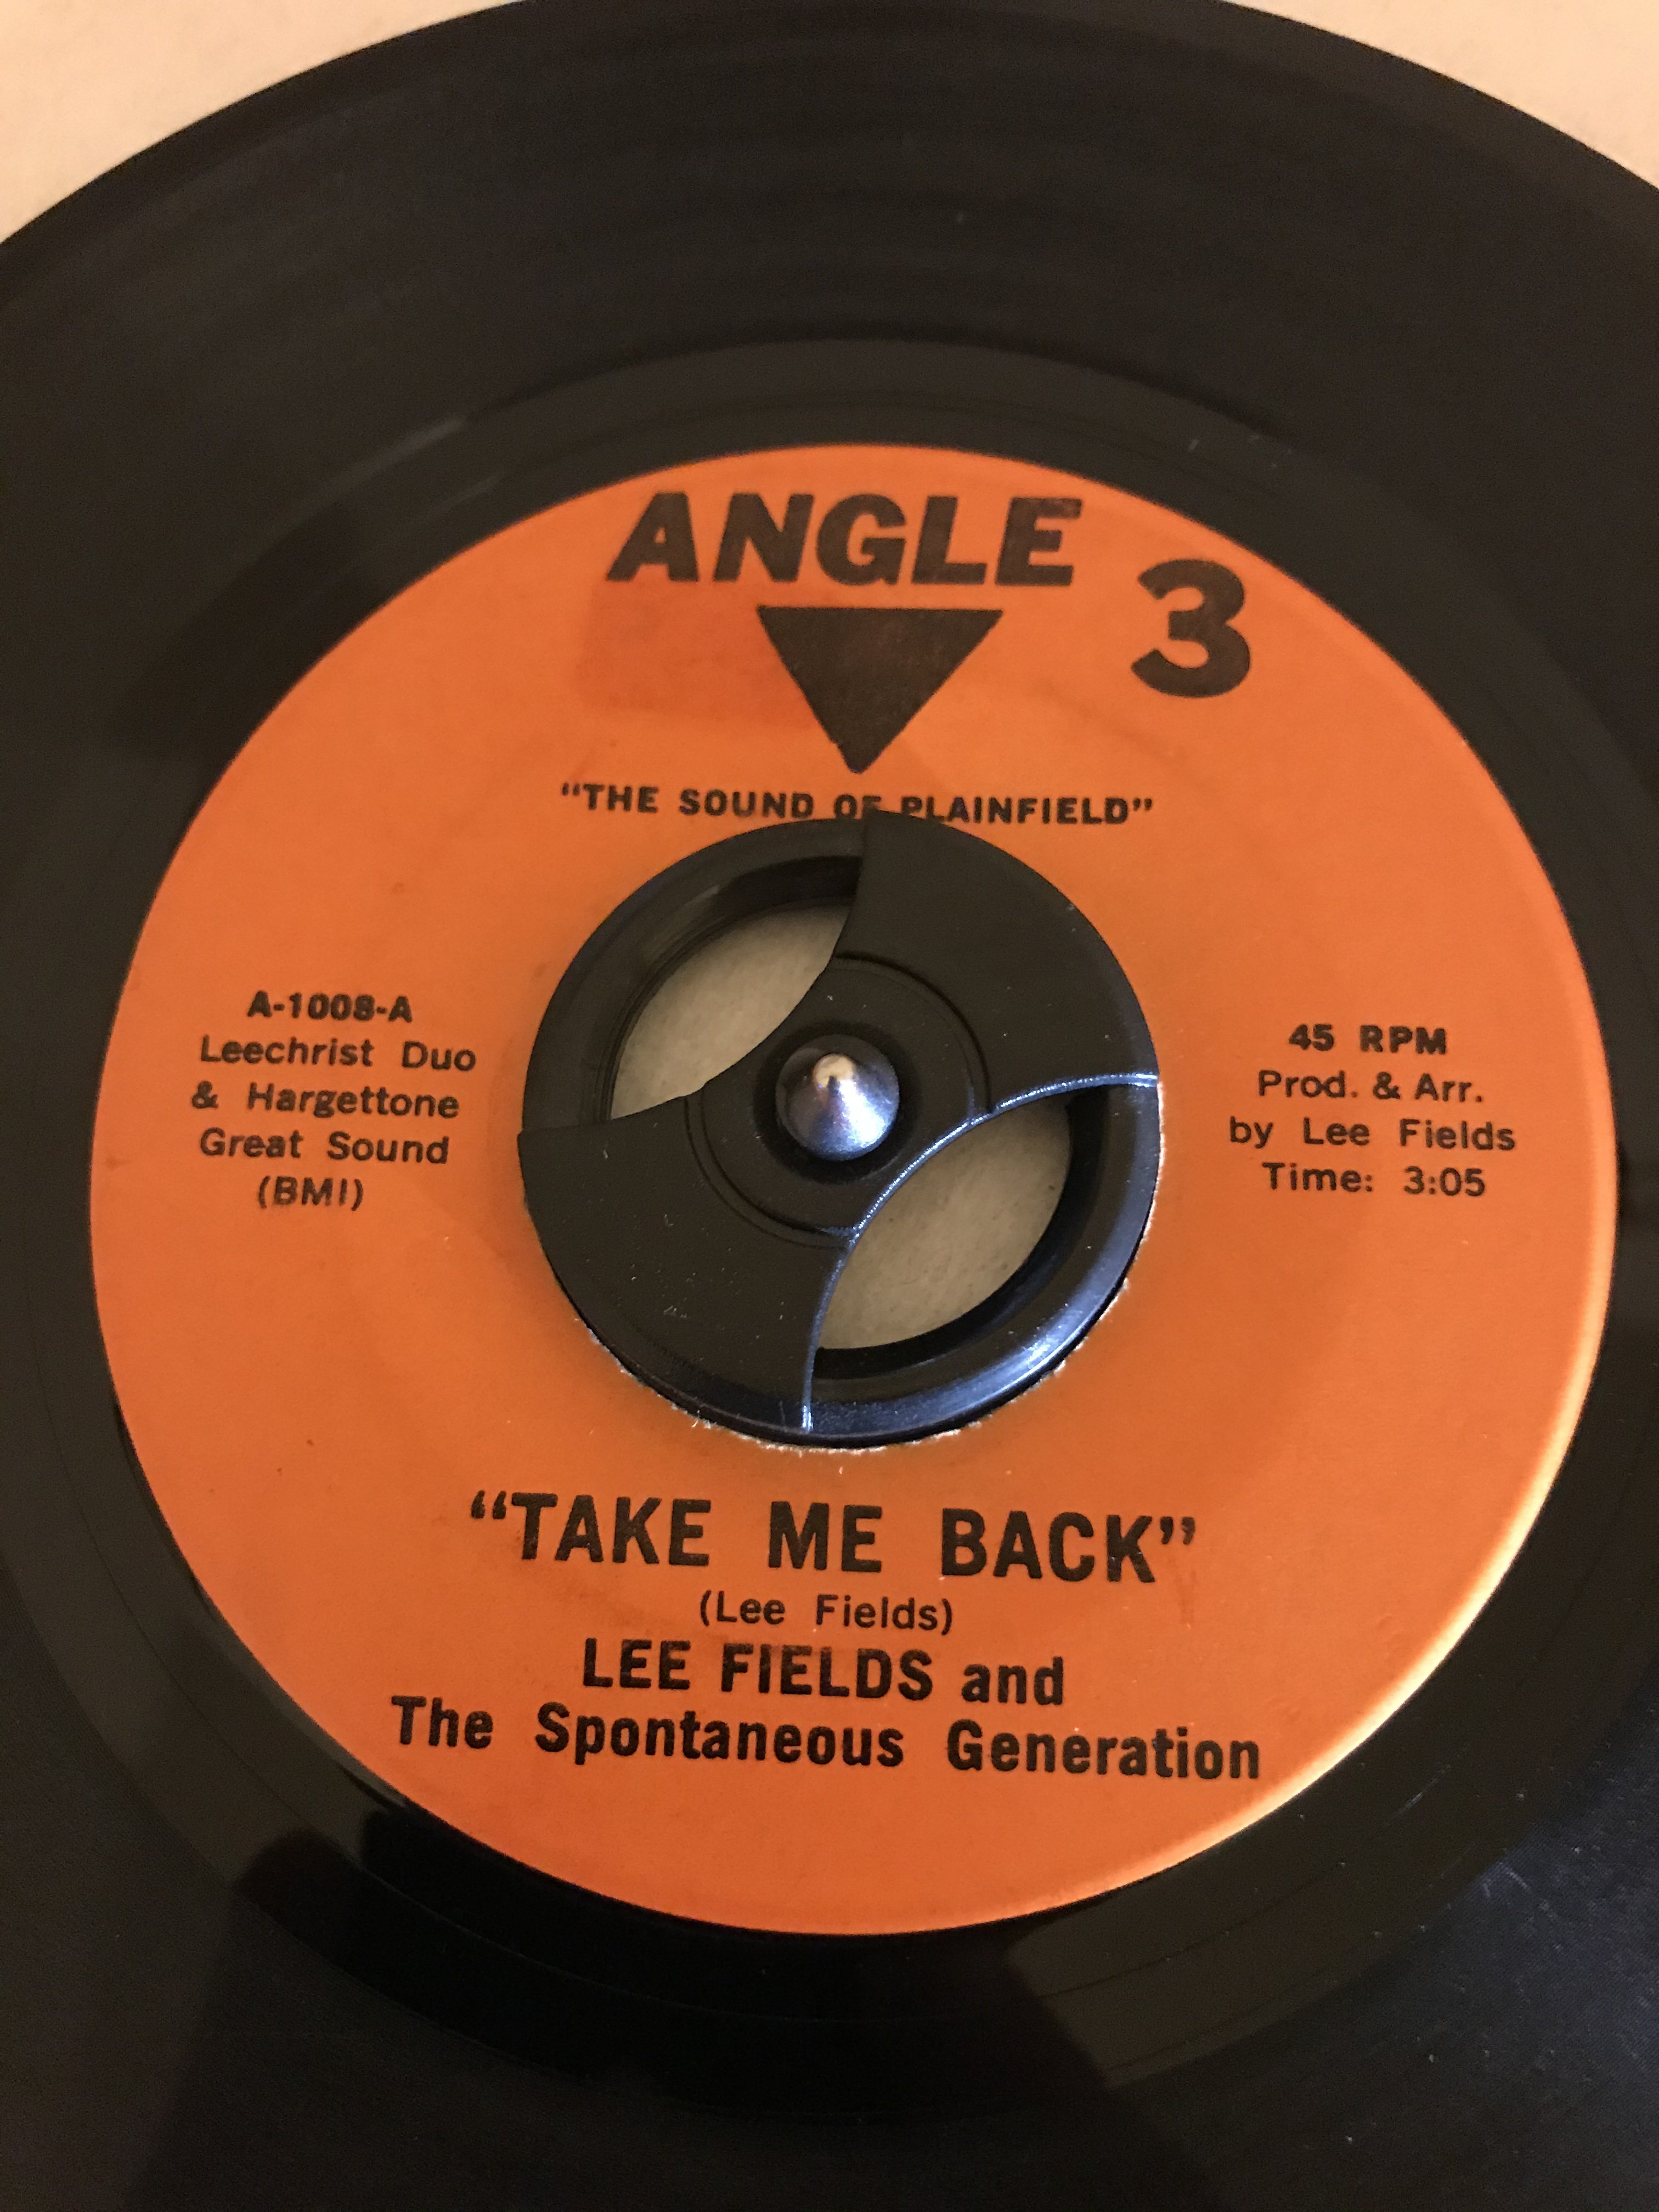 ANGLE 3
"THE SOUND OF PLAINFIELD"
A-1008-A
Leechrist Duo
& Hargettone
Great Sound
(BMI)
45 RPM
Prod. & Arr.
by Lee Fields
Time: 3:05
"TAKE ME BACK"
(Lee Fields)
LEE FIELDS and
The Spontaneous Generation